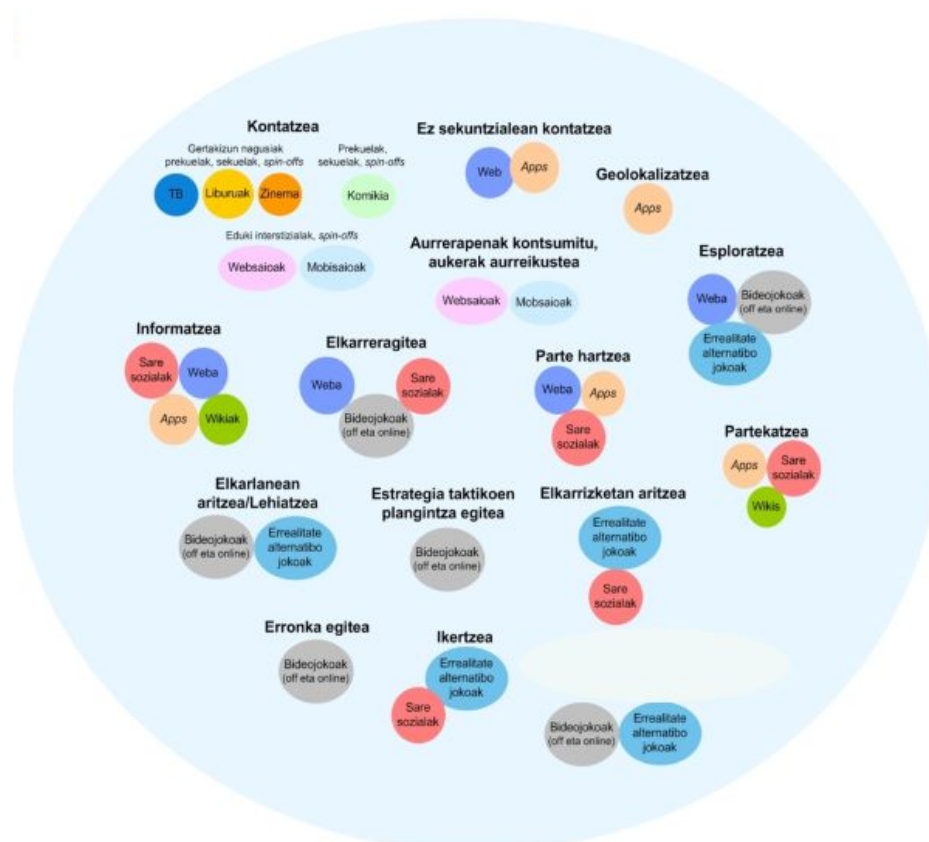 Kontatzea
Gertakizun nagusiak
prekuelak, sekuelak, spin-offs
TB
Liburuak
Zinema
Prekuelak,
sekuelak, spin-offs
Komikia
Eduki interstizialak, spin-offs
Websaioak
Mobisaioak
Ez sekuntzialean kontatzea
Web
Apps
Geolokalizatzea
Apps
Aurrerapenak kontsumitu,
aukerak aurreikustea
Websaioak
Mobsaioak
Esploratzea
Weba
Bideojokoak
(off eta online)
Errealitate
alternatibo
jokoak
Informatzea
Sare
sozialak
Weba
Apps
Wikiak
Elkarreragitea
Weba
Sare
sozialak
Bideojokoak
(off eta online)
Parte hartzea
Weba
Apps
Sare
sozialak
Partekatzea
Apps
Sare
sozialak
Wikis
Elkarlanean
aritzea/Lehiatzea
Bideojokoak
(off eta online)
Errealitate
alternatibo
jokoak
Estrategia taktikoen
plangintza egitea
Bideojokoak
(off eta online)
Elkarrizketan aritzea
Errealitate
alternatibo
jokoak
Sare
sozialak
Erronka egitea
Bideojokoak
(off eta online)
Ikertzea
Errealitate
alternatibo
jokoak
Sare
sozialak
Bideojokoak
(off eta online)
Errealitate
alternatibo
jokoak